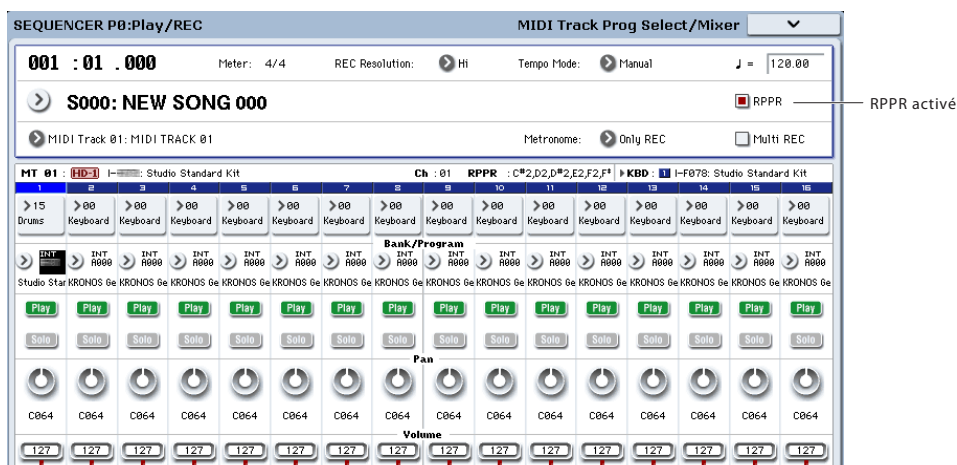 SEQUENCER P0:Play/REC MIDI Track Prog Select/Mixer
001 :01 .000 Meter: 4/4 REC Resolution: Hi Tempo Mode: Manual ♩ = 120.00
S000: NEW SONG 000 RPPR RPPR activé
MIDI Track 01: MIDI TRACK 01 Metronome: Only REC Multi REC
MT 01 : HD-1 I- : Studio Standard Kit Ch :01 RPPR :C#2,D2,D#2,E2,F2,F# KBD : 1 I-F078: Studio Standard Kit
1 2 3 4 5 6 7 8 9 10 11 12 13 14 15 16
15 00 00 00 00 00 00 00 00 00 00 00 00 00 00 00
Drums Keyboard Keyboard Keyboard Keyboard Keyboard Keyboard Keyboard Keyboard Keyboard Keyboard Keyboard Keyboard Keyboard Keyboard Keyboard
Bank/Program
INT INT INT INT INT INT INT INT INT INT INT INT INT INT INT INT
A000 A000 A000 A000 A000 A000 A000 A000 A000 A000 A000 A000 A000 A000 A000
Studio Star KRONOS Ge KRONOS Ge KRONOS Ge KRONOS Ge KRONOS Ge KRONOS Ge KRONOS Ge KRONOS Ge KRONOS Ge KRONOS Ge KRONOS Ge KRONOS Ge KRONOS Ge KRONOS Ge KRONOS Ge
Play Play Play Play Play Play Play Play Play Play Play Play Play Play Play Play
Solo Solo Solo Solo Solo Solo Solo Solo Solo Solo Solo Solo Solo Solo Solo Solo
Pan
C064 C064 C064 C064 C064 C064 C064 C064 C064 C064 C064 C064 C064 C064 C064 C064
Volume
127 127 127 127 127 127 127 127 127 127 127 127 127 127 127 127